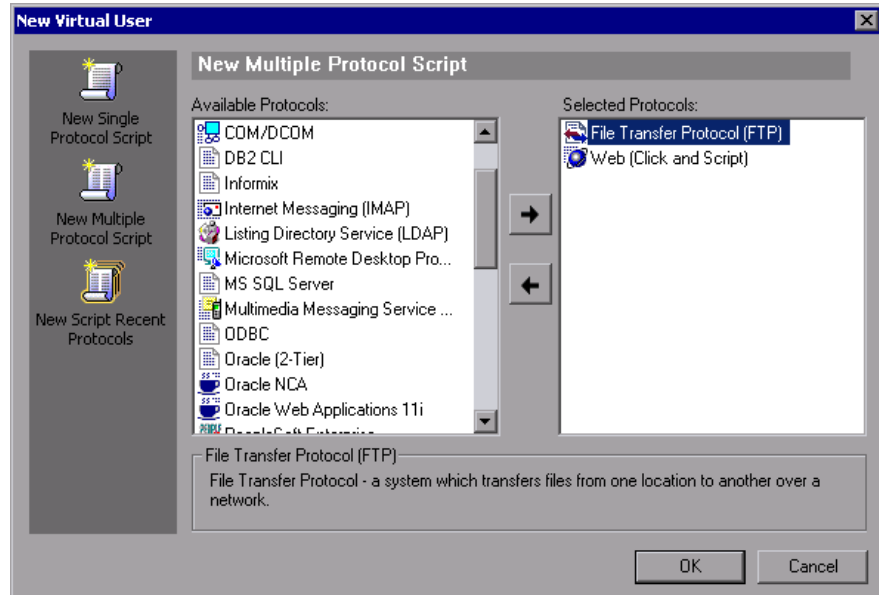 New Virtual User
New Single
Protocol Script
New Multiple
Protocol Script
New Script Recent
Protocols
New Multiple Protocol Script
Available Protocols:
COM/DCOM
DB2 CLI
Informix
Internet Messaging (IMAP)
Listing Directory Service (LDAP)
Microsoft Remote Desktop Pro...
MS SQL Server
Multimedia Messaging Service ...
ODBC
Oracle (2-Tier)
Oracle NCA
Oracle Web Applications 11i
Selected Protocols:
File Transfer Protocol (FTP)
Web (Click and Script)
File Transfer Protocol (FTP)
File Transfer Protocol - a system which transfers files from one location to another over a
network.
OK
Cancel